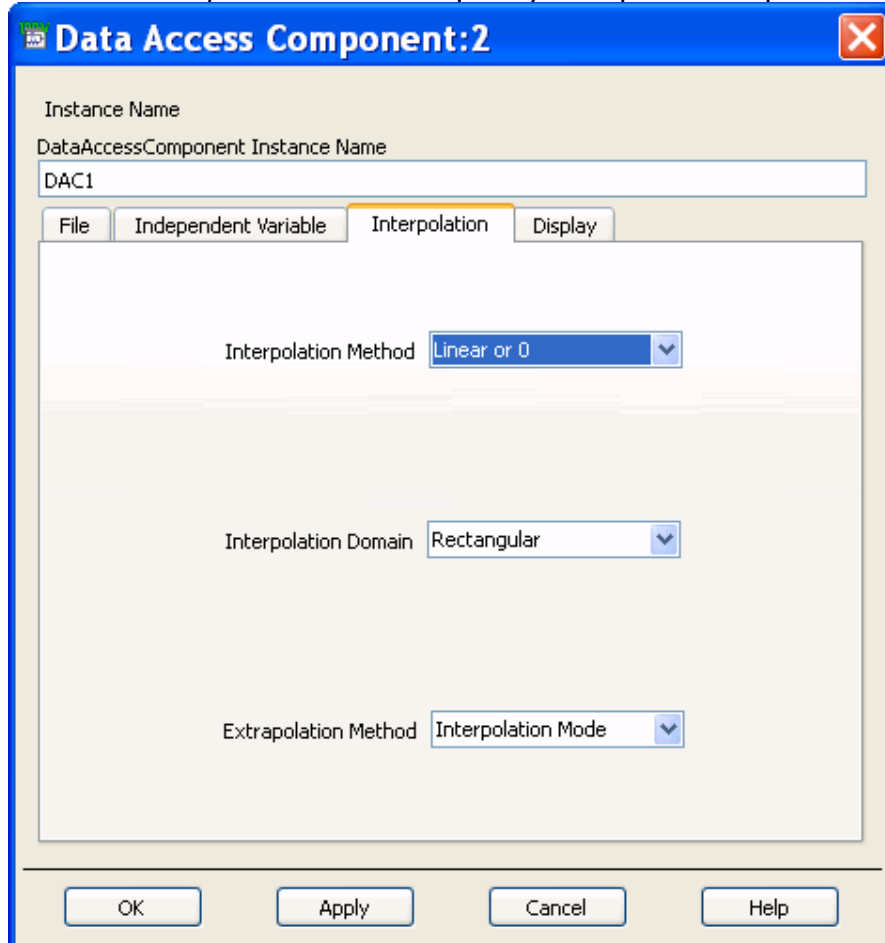 Data Access Component:2
Instance Name
DataAccessComponent Instance Name
DAC1
File Independent Variable Interpolation Display
Interpolation Method Linear or 0
Interpolation Domain Rectangular
Extrapolation Method Interpolation Mode
OK Apply Cancel Help